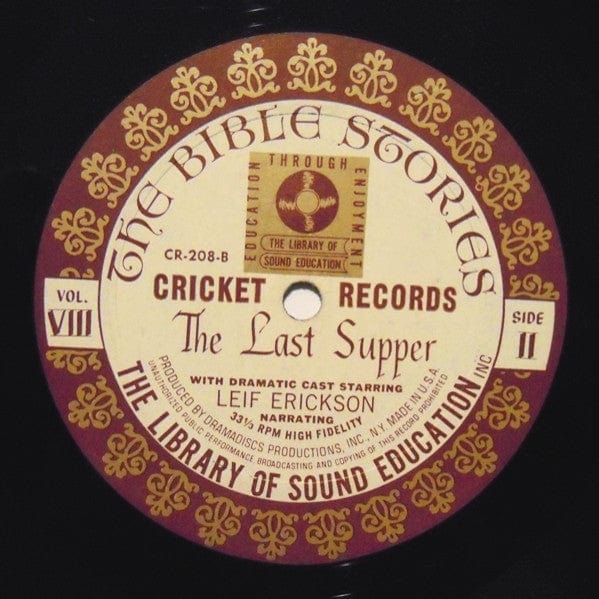 THE BIBLE STORIES
EDUCATION THROUGH ENJOYMENT
THE LIBRARY OF
SOUND EDUCATION
CR-208-B
CRICKET RECORDS
VOL.
VIII
SIDE
II
The Last Supper
WITH DRAMATIC CAST STARRING
LEIF ERICKSON
NARRATING
33⅓ RPM HIGH FIDELITY
PRODUCED BY DRAMADISCS PRODUCTIONS, INC., N.Y. MADE IN U.S.A.
UNAUTHORIZED PUBLIC PERFORMANCE BROADCASTING AND COPYING OF THIS RECORD PROHIBITED
THE LIBRARY OF SOUND EDUCATION INC.